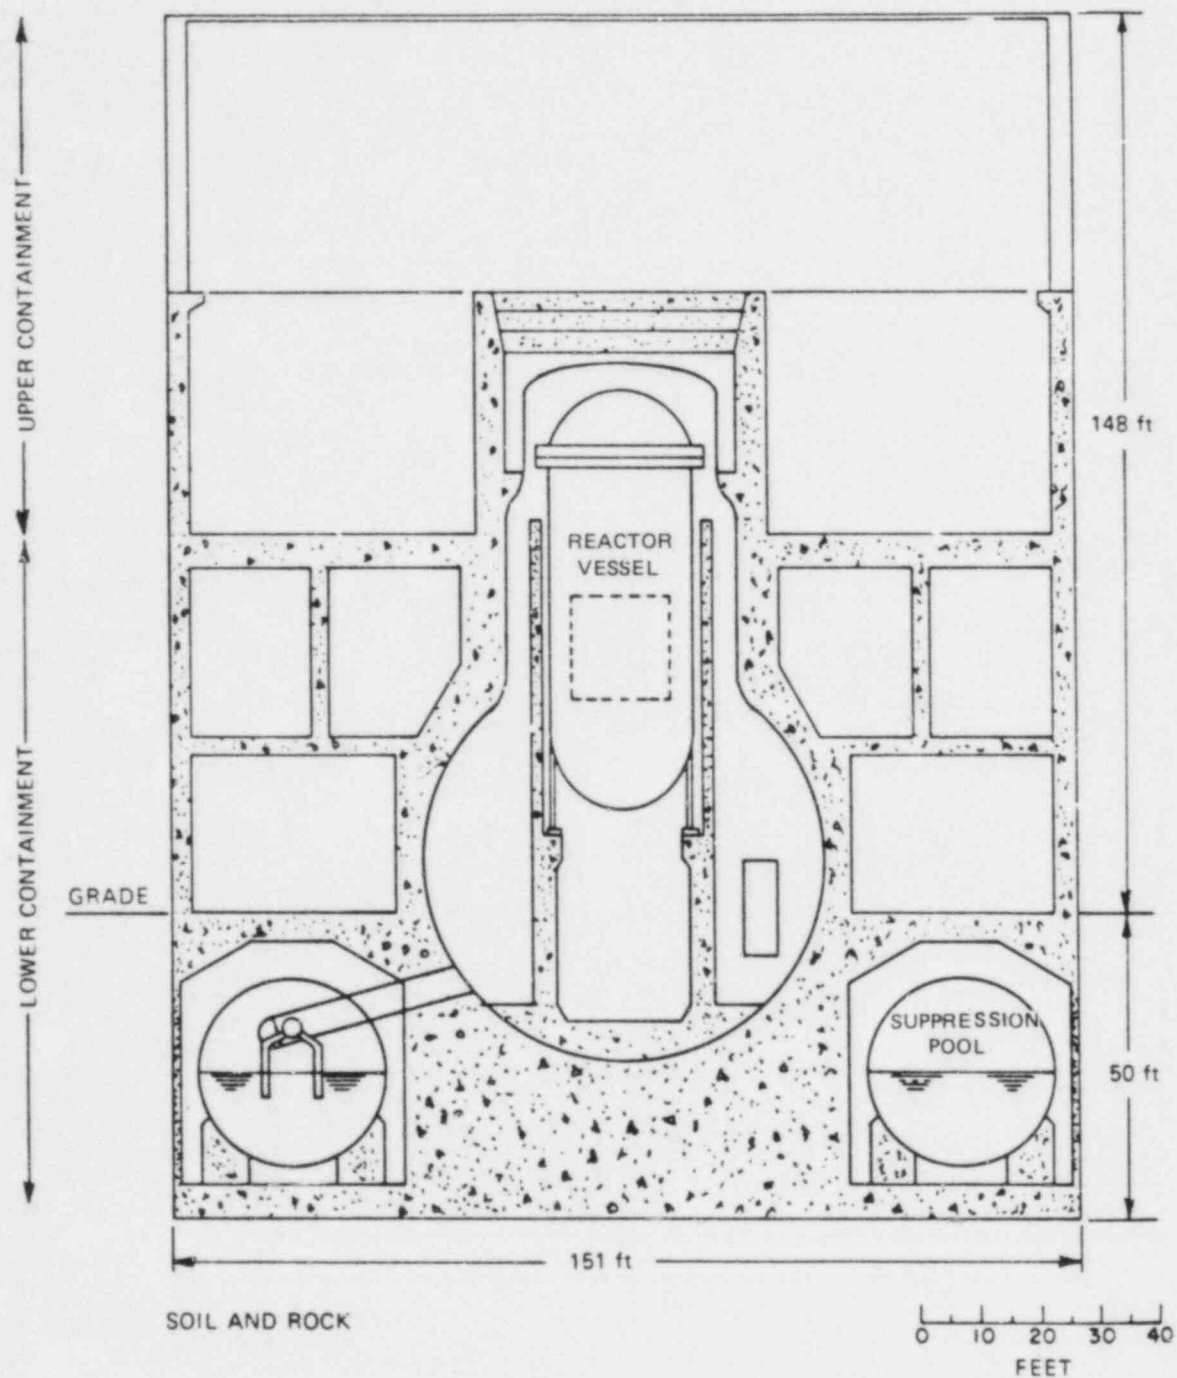 UPPER CONTAINMENT
LOWER CONTAINMENT
148 ft
REACTOR
VESSEL
GRADE
SUPPRESSION
POOL
50 ft
151 ft
SOIL AND ROCK
0 10 20 30 40
FEET